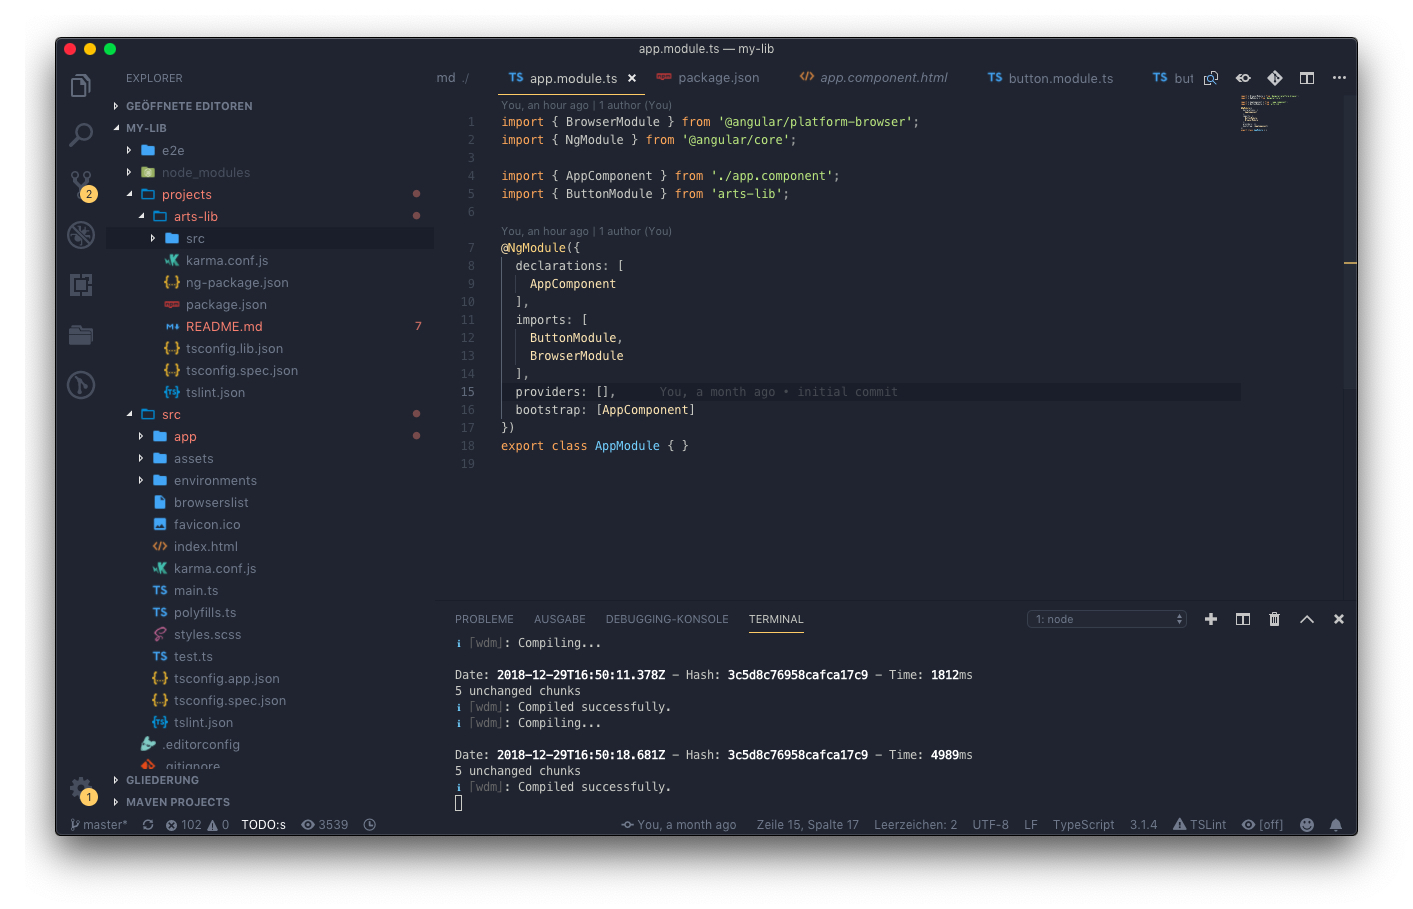 app.module.ts — my-lib
EXPLORER
GEÖFFNETE EDITOREN
MY-LIB
e2e
node_modules
projects
arts-lib
src
karma.conf.js
ng-package.json
package.json
README.md 7
tsconfig.lib.json
tsconfig.spec.json
tslint.json
src
app
assets
environments
browserslist
favicon.ico
index.html
karma.conf.js
TS main.ts
TS polyfills.ts
styles.scss
TS test.ts
tsconfig.app.json
tsconfig.spec.json
tslint.json
.editorconfig
.gitignore
GLIEDERUNG
MAVEN PROJECTS
2
1
md ./ TS app.module.ts package.json app.component.html TS button.module.ts TS but
You, an hour ago | 1 author (You)
1 import { BrowserModule } from '@angular/platform-browser';
2 import { NgModule } from '@angular/core';
3
4 import { AppComponent } from './app.component';
5 import { ButtonModule } from 'arts-lib';
6
You, an hour ago | 1 author (You)
7 @NgModule({
8 declarations: [
9 AppComponent
10 ],
11 imports: [
12 ButtonModule,
13 BrowserModule
14 ],
15 providers: [], You, a month ago • initial commit
16 bootstrap: [AppComponent]
17 })
18 export class AppModule { }
19
PROBLEME AUSGABE DEBUGGING-KONSOLE TERMINAL 1: node
i ｢wdm｣: Compiling...
Date: 2018-12-29T16:50:11.378Z - Hash: 3c5d8c76958cafca17c9 - Time: 1812ms
5 unchanged chunks
i ｢wdm｣: Compiled successfully.
i ｢wdm｣: Compiling...
Date: 2018-12-29T16:50:18.681Z - Hash: 3c5d8c76958cafca17c9 - Time: 4989ms
5 unchanged chunks
i ｢wdm｣: Compiled successfully.
master* 102 0 TODO:s 3539 You, a month ago Zeile 15, Spalte 17 Leerzeichen: 2 UTF-8 LF TypeScript 3.1.4 TSLint [off]